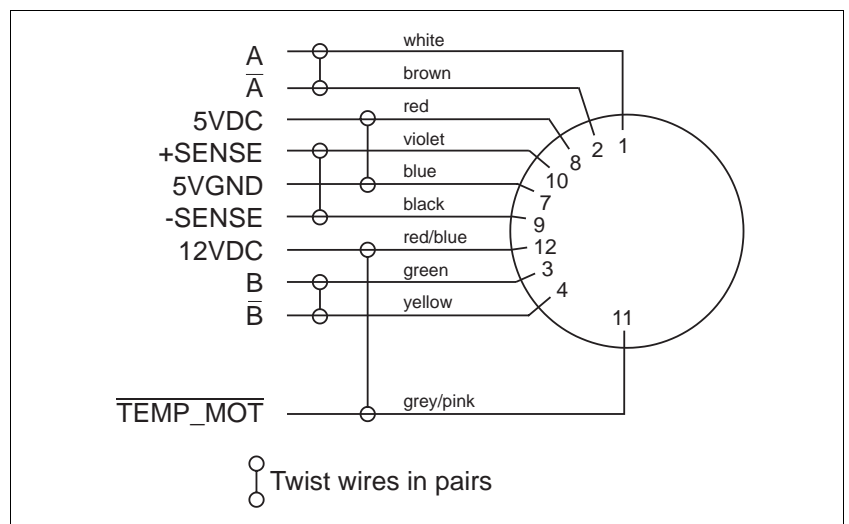 A white 1
A̅ brown 2
5VDC red 8
+SENSE violet 10
5VGND blue 7
-SENSE black 9
12VDC red/blue 12
B green 3
B̅ yellow 4
T̅E̅M̅P̅_̅M̅O̅T̅ grey/pink 11
Twist wires in pairs